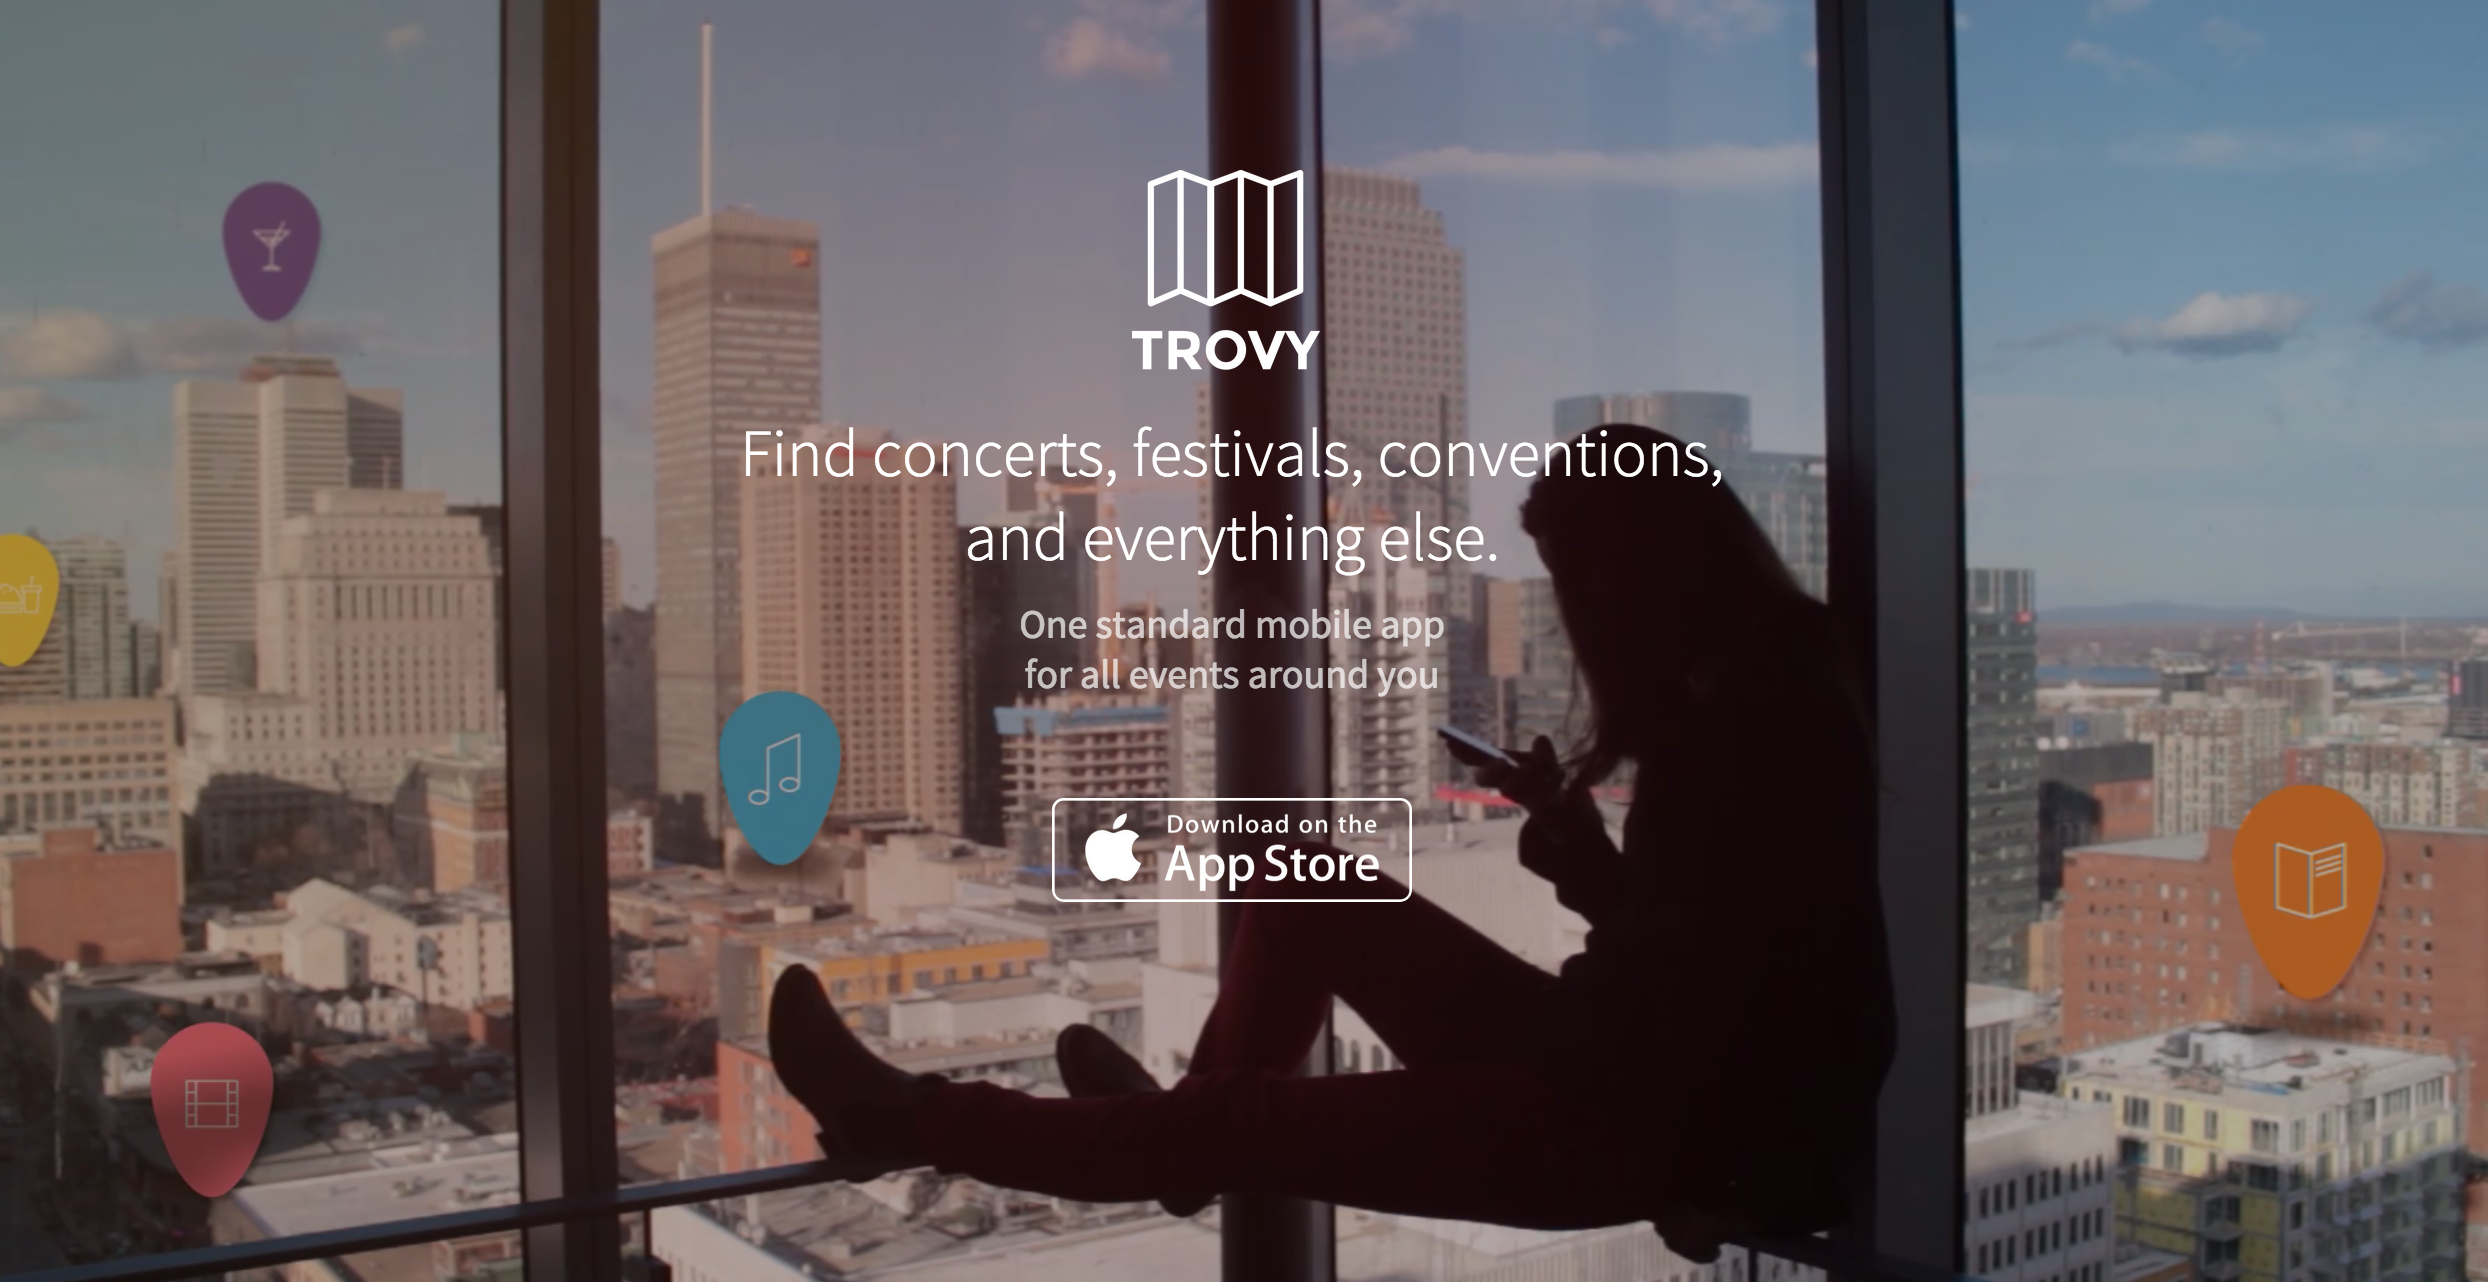 TROVY
Find concerts, festivals, conventions,
and everything else.
One standard mobile app
for all events around you
Download on the
App Store